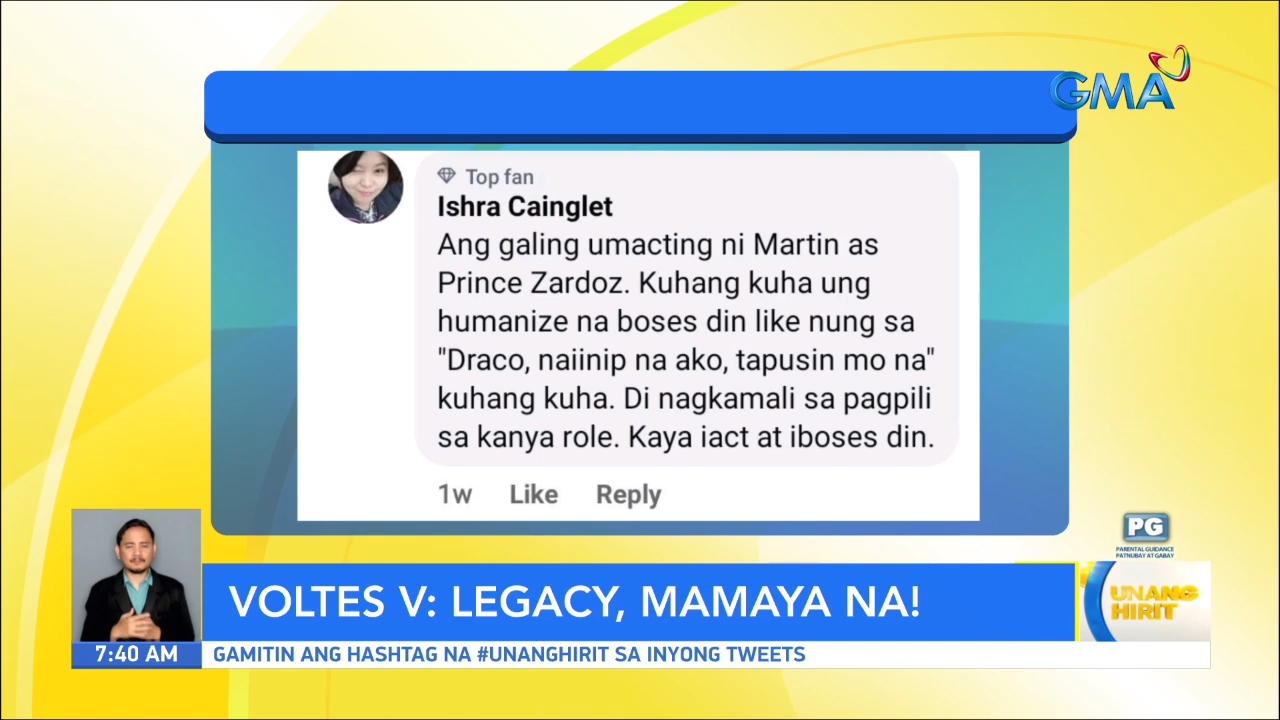 GMA
Top fan
Ishra Cainglet
Ang galing umacting ni Martin as
Prince Zardoz. Kuhang kuha ung
humanize na boses din like nung sa
"Draco, naiinip na ako, tapusin mo na"
kuhang kuha. Di nagkamali sa pagpili
sa kanya role. Kaya iact at iboses din.
1w Like Reply
PG
PARENTAL GUIDANCE
PATNUBAY AT GABAY
VOLTES V: LEGACY, MAMAYA NA!
UNANG
HIRIT
7:40 AM
GAMITIN ANG HASHTAG NA #UNANGHIRIT SA INYONG TWEETS